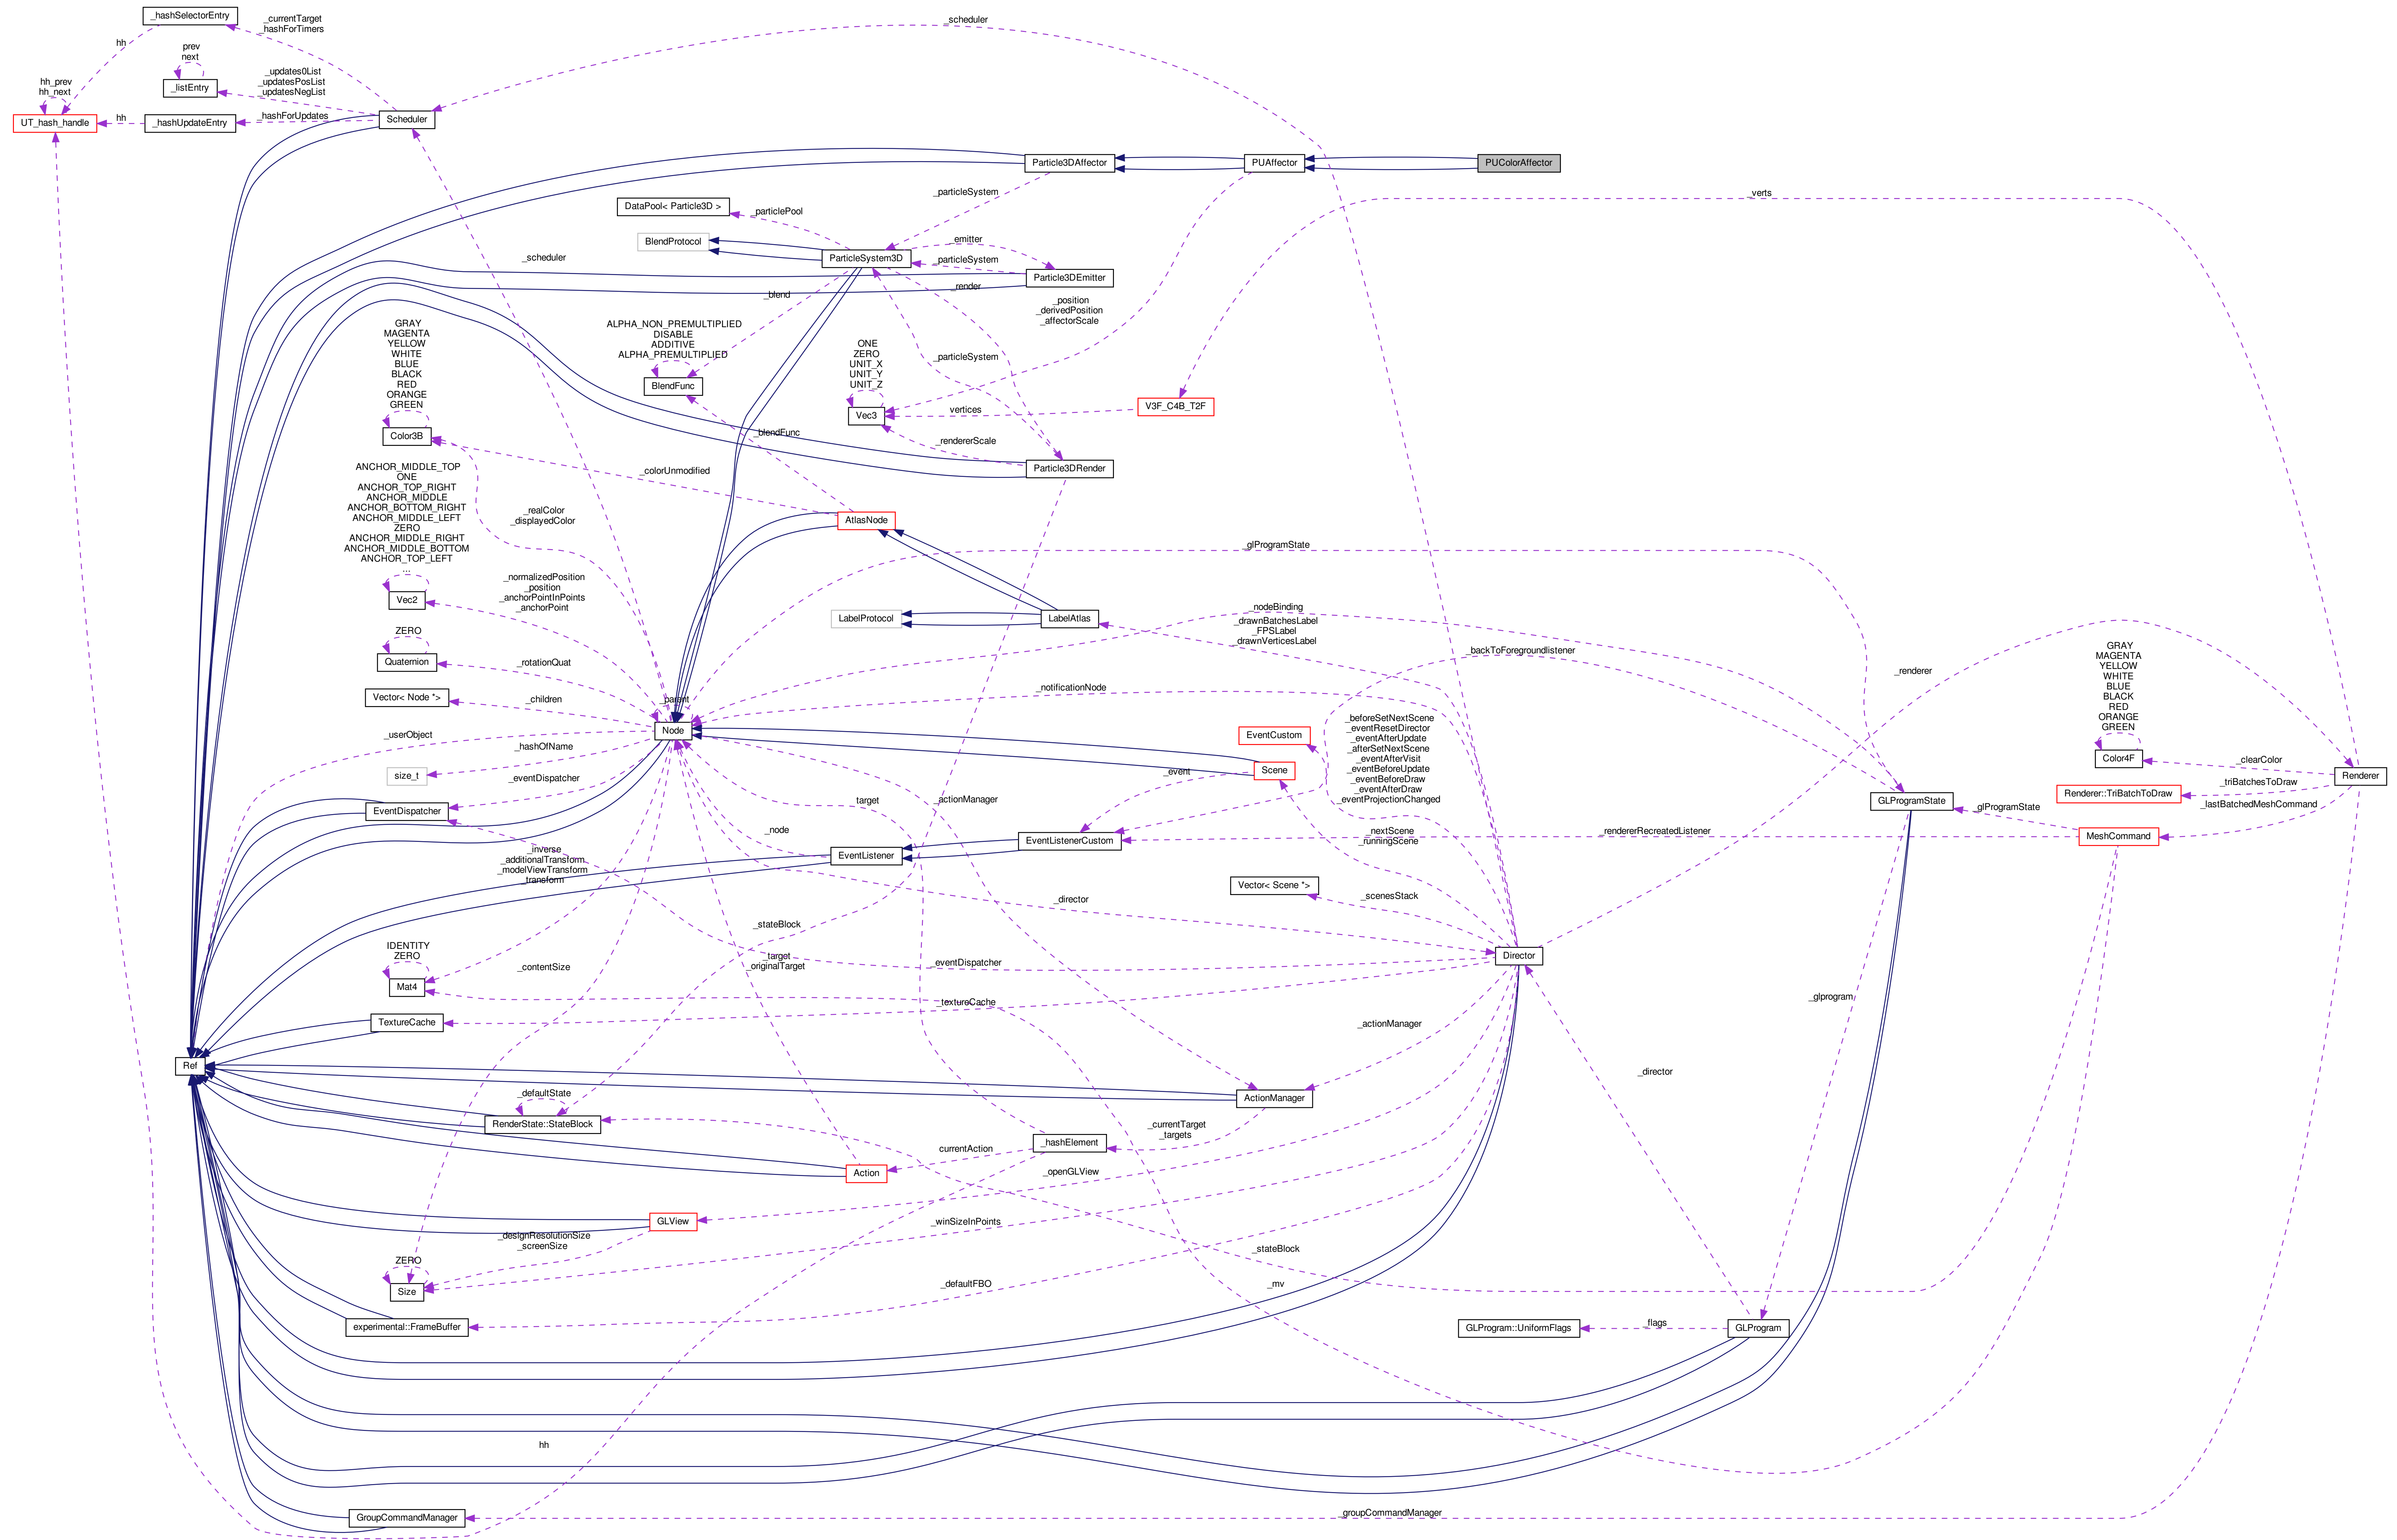 _hashSelectorEntry
_currentTarget
_hashForTimers
_scheduler
hh
prev
next
_listEntry
_updates0List
_updatesPosList
_updatesNegList
hh_prev
hh_next
UT_hash_handle
hh
_hashUpdateEntry
_hashForUpdates
Scheduler
Particle3DAffector
PUAffector
PUColorAffector
_particleSystem
_verts
DataPool< Particle3D >
_particlePool
BlendProtocol
ParticleSystem3D
_emitter
_particleSystem
Particle3DEmitter
_scheduler
_blend
_render
_position
_derivedPosition
_affectorScale
GRAY
MAGENTA
YELLOW
WHITE
BLUE
BLACK
RED
ORANGE
GREEN
Color3B
ALPHA_NON_PREMULTIPLIED
DISABLE
ADDITIVE
ALPHA_PREMULTIPLIED
BlendFunc
ONE
ZERO
UNIT_X
UNIT_Y
UNIT_Z
Vec3
_particleSystem
vertices
V3F_C4B_T2F
_blendFunc
_rendererScale
Particle3DRender
_colorUnmodified
ANCHOR_MIDDLE_TOP
ONE
ANCHOR_TOP_RIGHT
ANCHOR_MIDDLE
ANCHOR_BOTTOM_RIGHT
ANCHOR_MIDDLE_LEFT
ZERO
ANCHOR_MIDDLE_RIGHT
ANCHOR_MIDDLE_BOTTOM
ANCHOR_TOP_LEFT
...
Vec2
_realColor
_displayedColor
AtlasNode
_glProgramState
_normalizedPosition
_position
_anchorPointInPoints
_anchorPoint
LabelProtocol
LabelAtlas
_nodeBinding
_drawnBatchesLabel
_FPSLabel
_drawnVerticesLabel
ZERO
Quaternion
_rotationQuat
_backToForegroundlistener
_renderer
GRAY
MAGENTA
YELLOW
WHITE
BLUE
BLACK
RED
ORANGE
GREEN
Color4F
_clearColor
Vector< Node *>
_children
_parent
Node
_notificationNode
_userObject
_hashOfName
size_t
EventCustom
_beforeSetNextScene
_eventResetDirector
_eventAfterUpdate
_afterSetNextScene
_eventAfterVisit
_eventBeforeUpdate
_eventBeforeDraw
_eventAfterDraw
_eventProjectionChanged
Scene
_event
_eventDispatcher
EventDispatcher
target
_actionManager
Renderer
_triBatchesToDraw
Renderer::TriBatchToDraw
GLProgramState
_glProgramState
_lastBatchedMeshCommand
MeshCommand
_node
EventListenerCustom
_nextScene
_runningScene
_rendererRecreatedListener
_inverse
_additionalTransform
_modelViewTransform
_transform
EventListener
Vector< Scene *>
_scenesStack
_director
_stateBlock
IDENTITY
ZERO
Mat4
_contentSize
_target
_originalTarget
_eventDispatcher
Director
_textureCache
_glprogram
TextureCache
_actionManager
Ref
_director
_defaultState
RenderState::StateBlock
ActionManager
_currentTarget
_targets
_hashElement
currentAction
Action
_openGLView
GLView
_winSizeInPoints
_designResolutionSize
_screenSize
_stateBlock
ZERO
Size
_defaultFBO
_mv
experimental::FrameBuffer
GLProgram::UniformFlags
_flags
GLProgram
hh
GroupCommandManager
_groupCommandManager